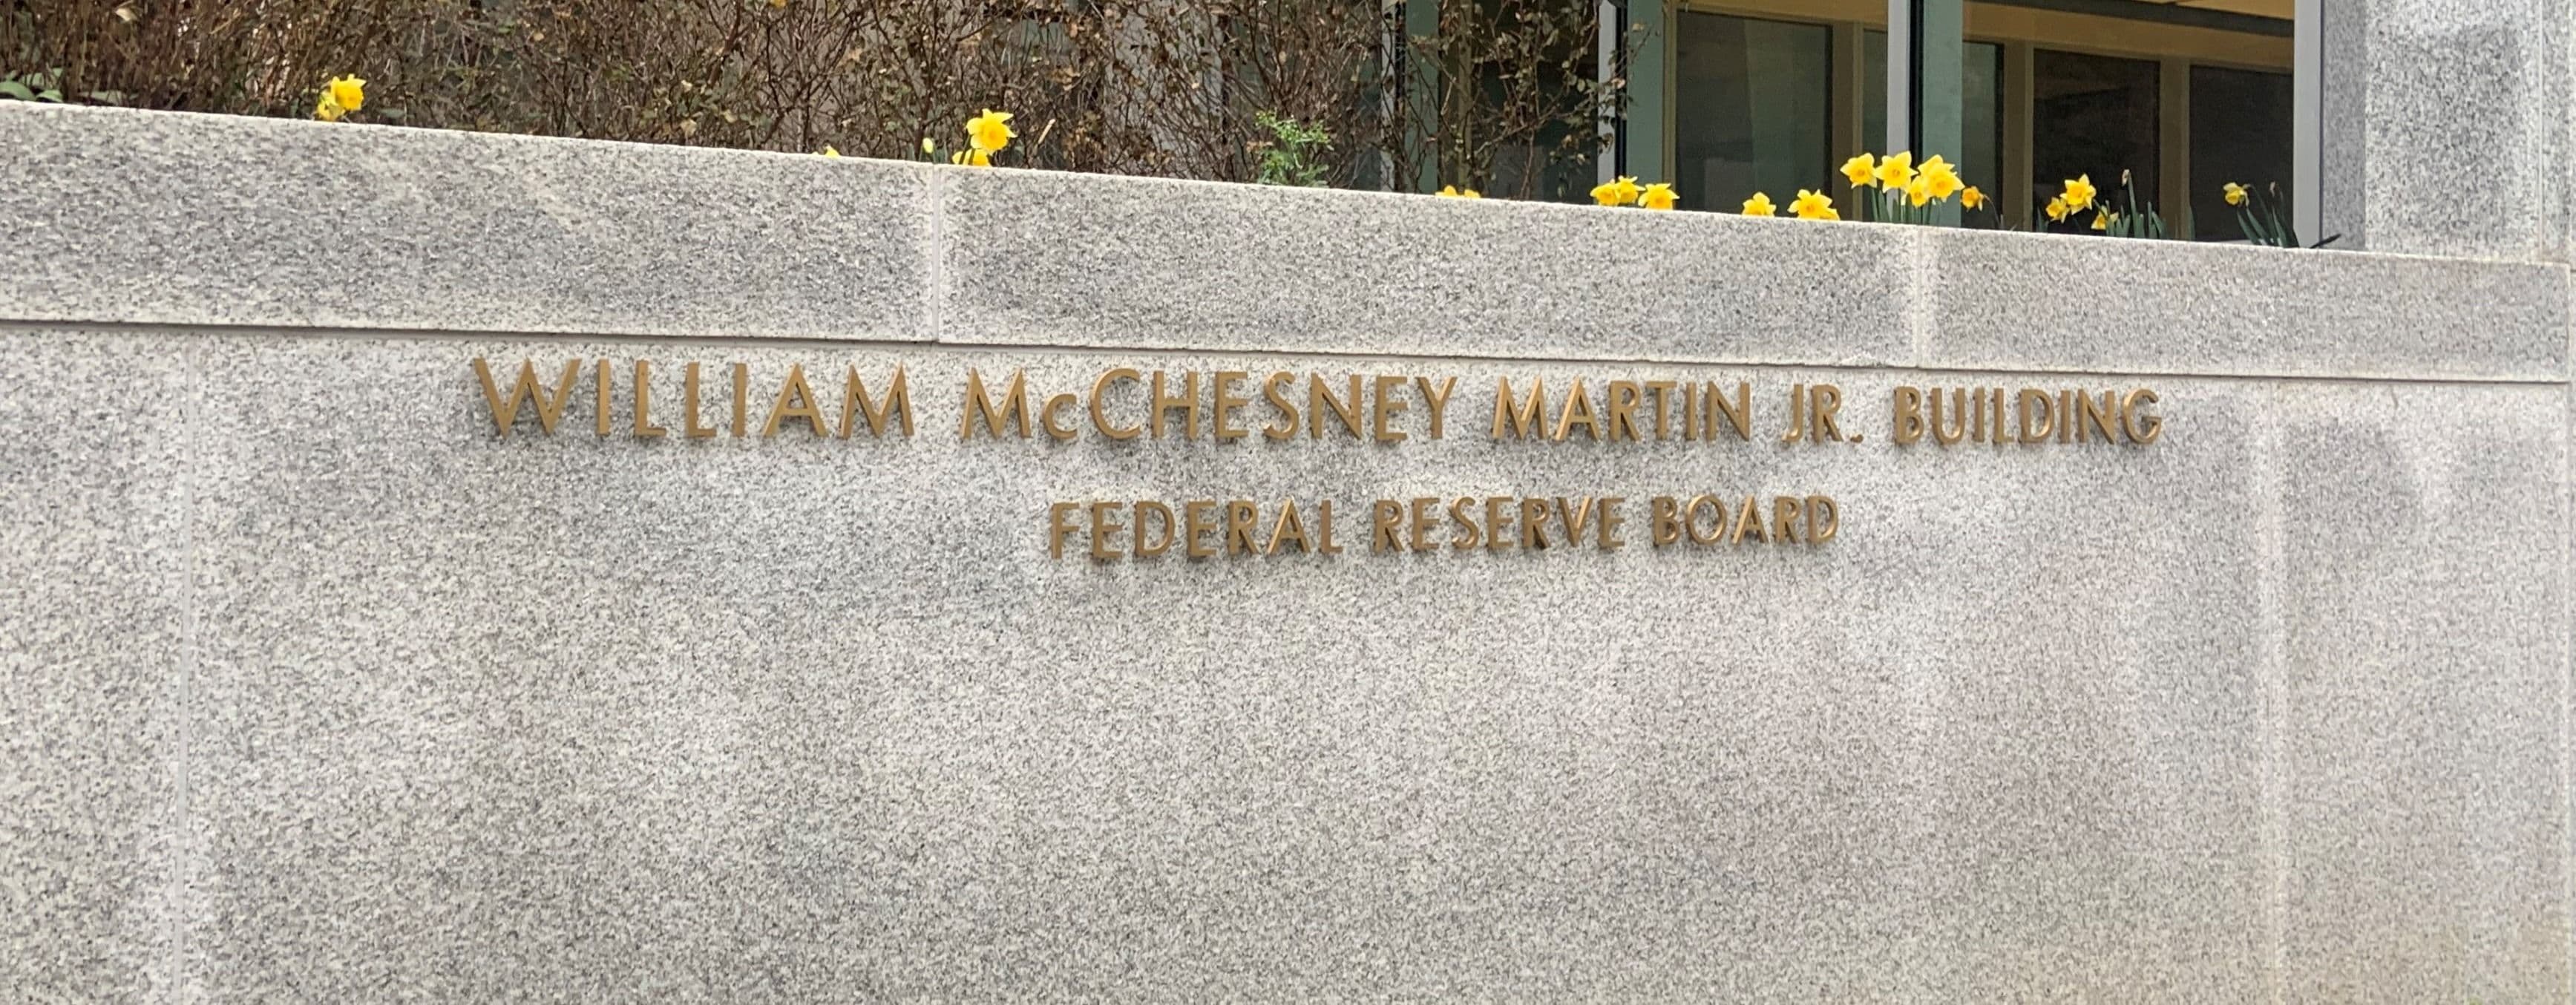 WILLIAM McCHESNEY MARTIN JR. BUILDING
FEDERAL RESERVE BOARD